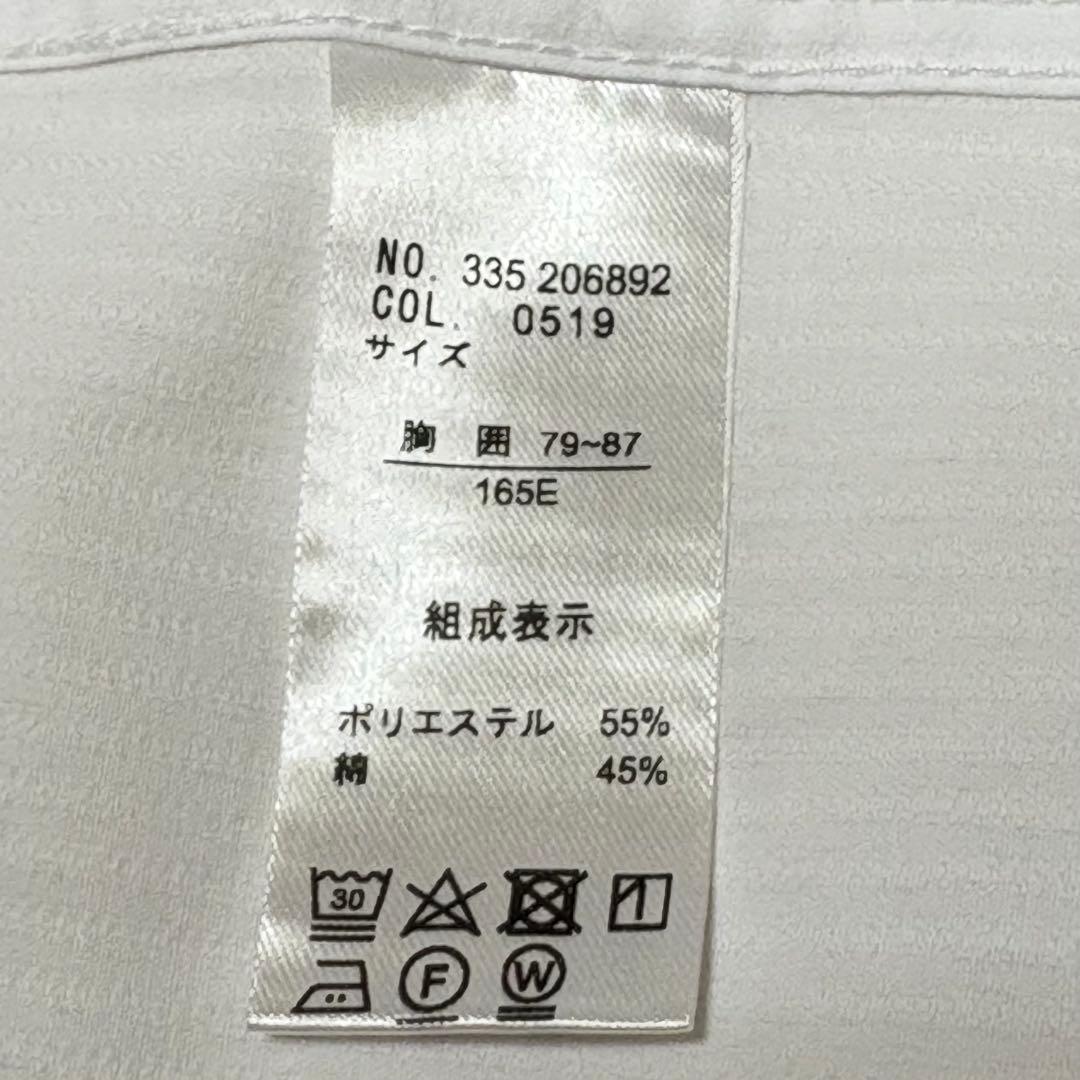 NO. 335 206892
COL. 0519
サイズ
胸 囲 79~87
165E
組成表示
ポリエステル 55%
綿 45%
30
F W